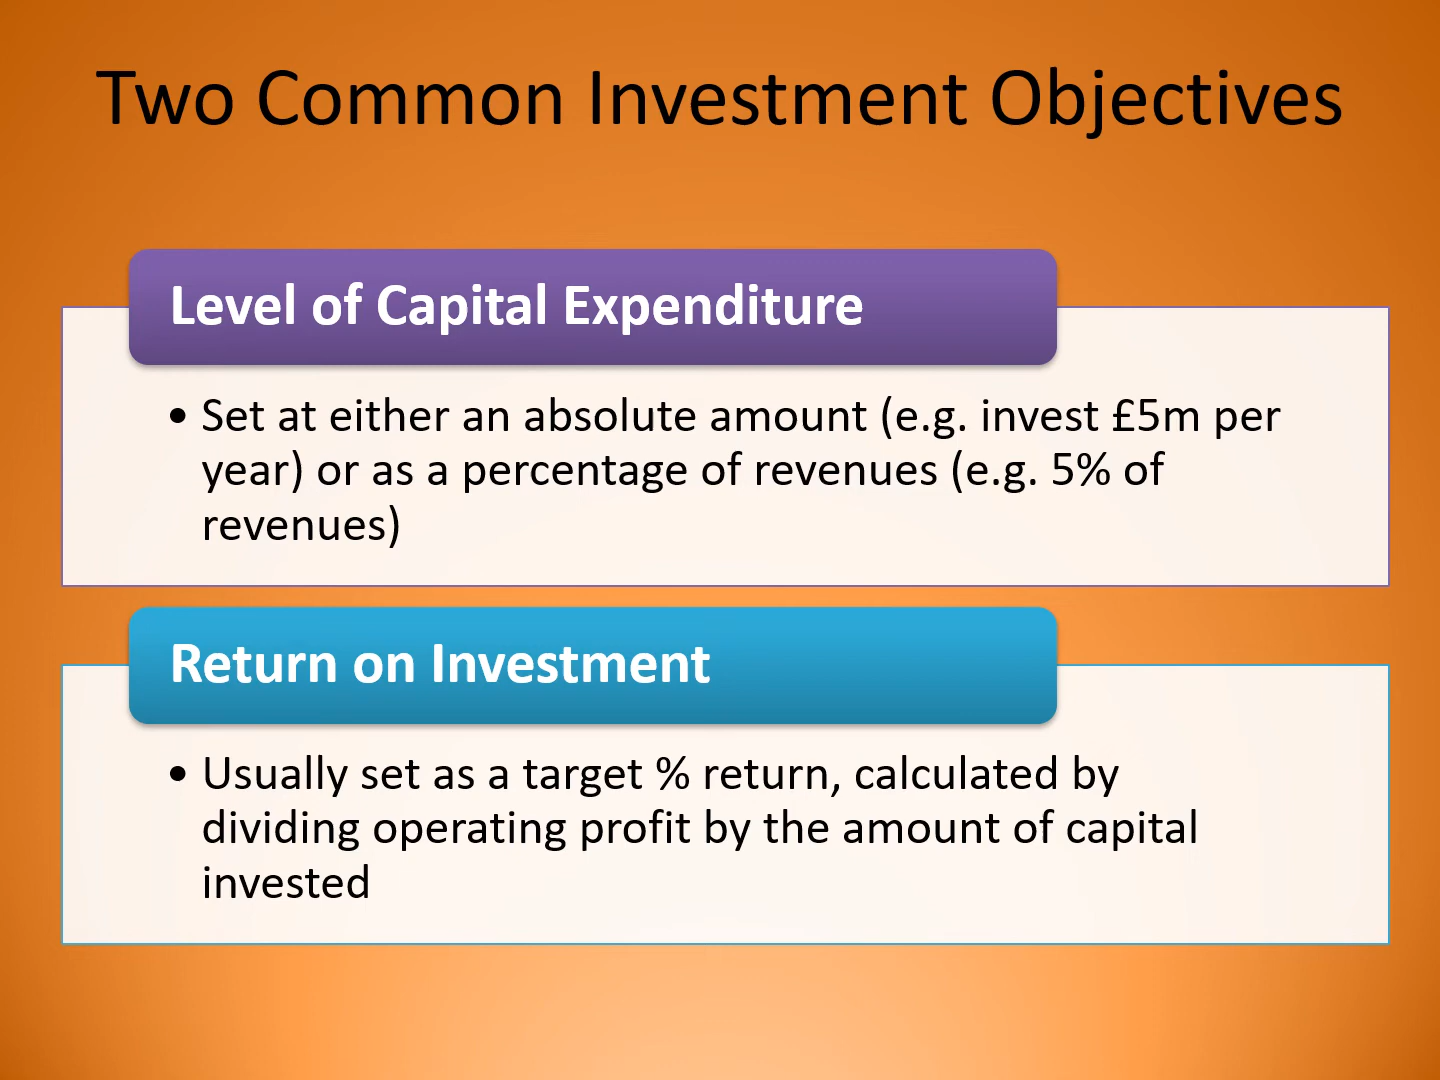 Two Common Investment Objectives
Level of Capital Expenditure
• Set at either an absolute amount (e.g. invest £5m per
year) or as a percentage of revenues (e.g. 5% of
revenues)
Return on Investment
• Usually set as a target % return, calculated by
dividing operating profit by the amount of capital
invested